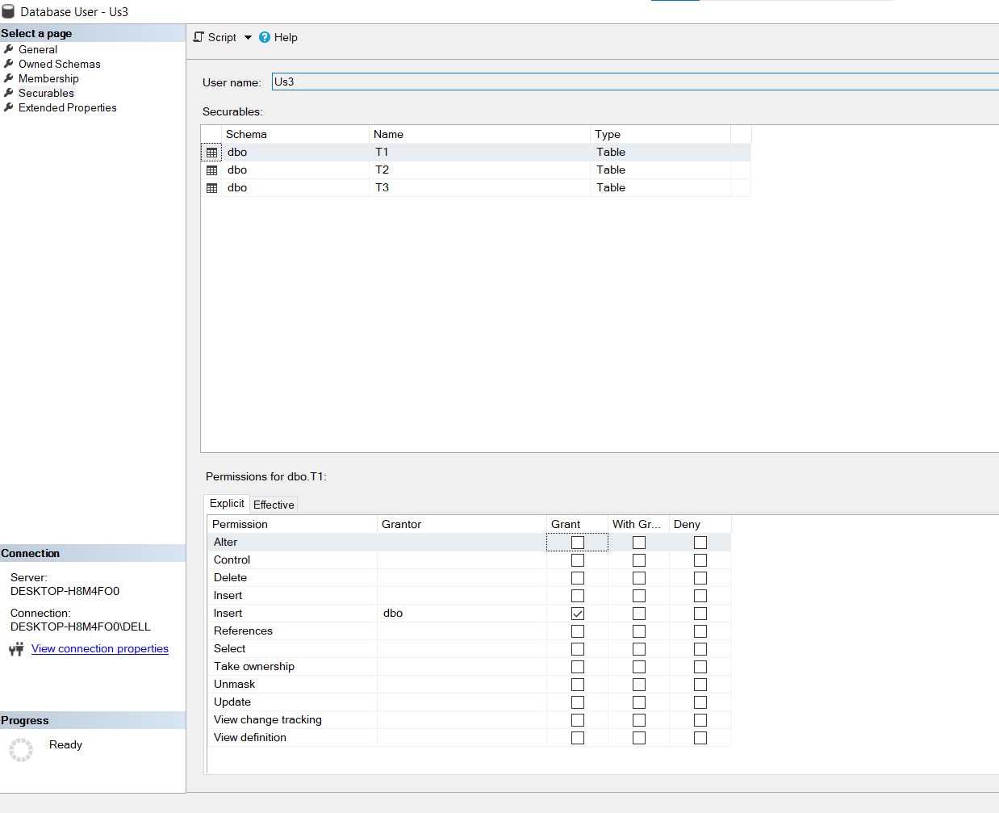 Database User - Us3
Select a page
General
Owned Schemas
Membership
Securables
Extended Properties
Script Help
User name: Us3
Securables:
Schema Name Type
dbo T1 Table
dbo T2 Table
dbo T3 Table
Permissions for dbo.T1:
Explicit Effective
Permission Grantor Grant With Gr... Deny
Alter
Control
Delete
Insert
Insert dbo
References
Select
Take ownership
Unmask
Update
View change tracking
View definition
Connection
Server:
DESKTOP-H8M4FO0
Connection:
DESKTOP-H8M4FO0\DELL
View connection properties
Progress
Ready